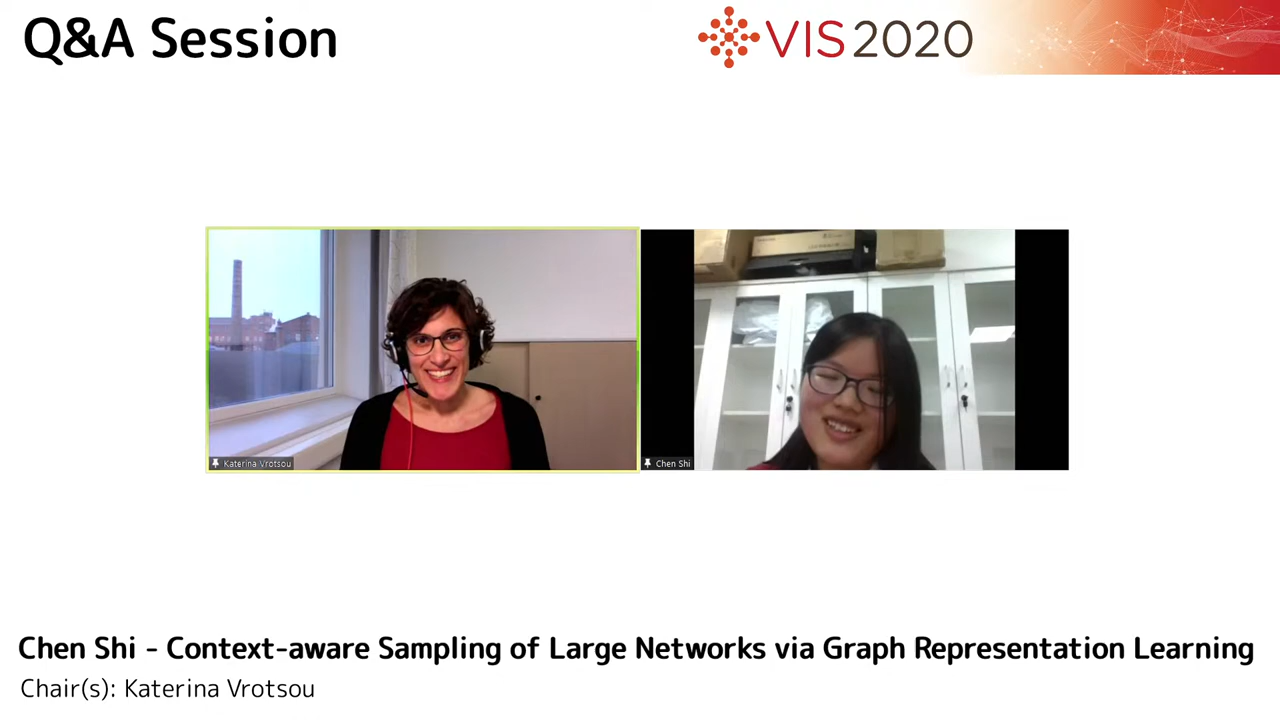 Q&A Session
VIS2020
Katerina Vrotsou
Chen Shi
Chen Shi - Context-aware Sampling of Large Networks via Graph Representation Learning
Chair(s): Katerina Vrotsou